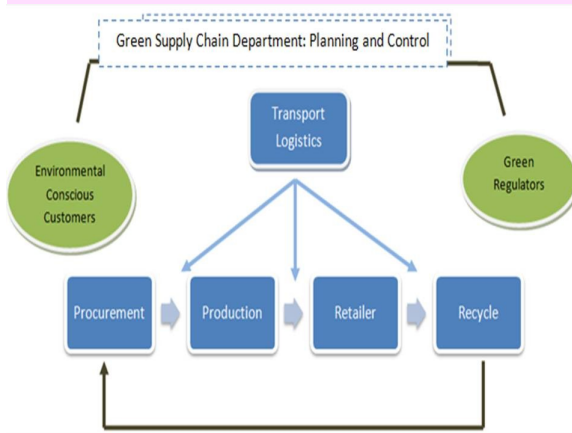 Green Supply Chain Department: Planning and Control
Transport
Logistics
Environmental
Conscious
Customers
Green
Regulators
Procurement
Production
Retailer
Recycle